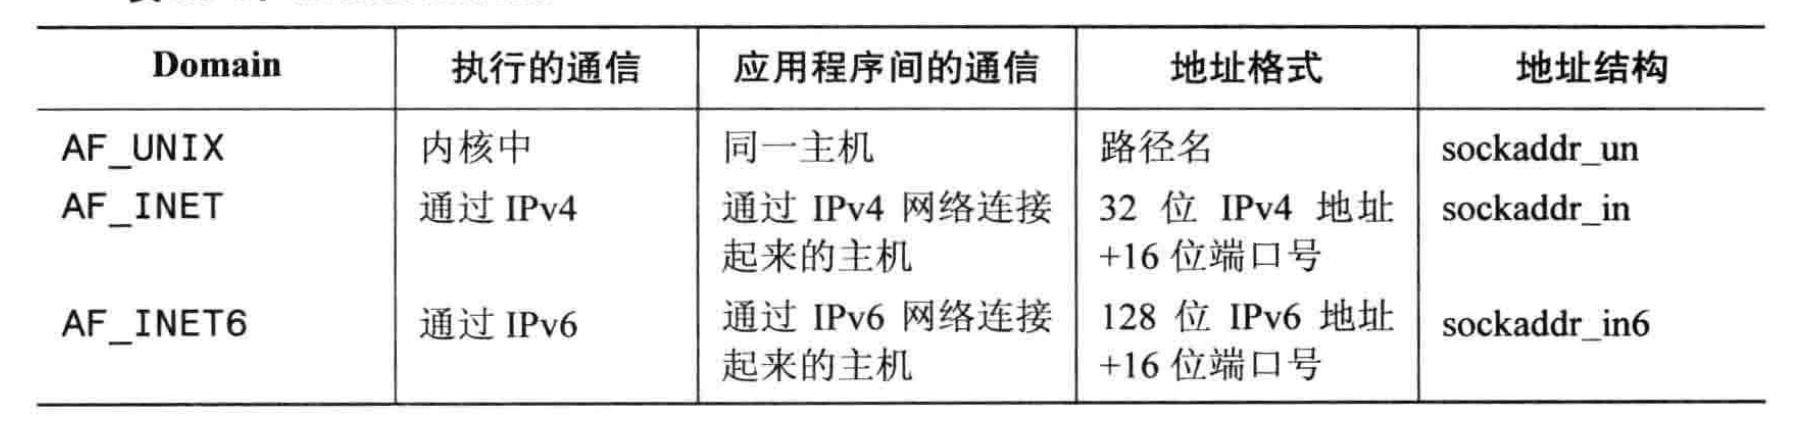 Domain 执行的通信 应用程序间的通信 地址格式 地址结构
AF_UNIX 内核中 同一主机 路径名 sockaddr_un
AF_INET 通过 IPv4 通过 IPv4 网络连接 32 位 IPv4 地址 sockaddr_in
起来的主机 +16 位端口号
AF_INET6 通过 IPv6 通过 IPv6 网络连接 128 位 IPv6 地址 sockaddr_in6
起来的主机 +16 位端口号